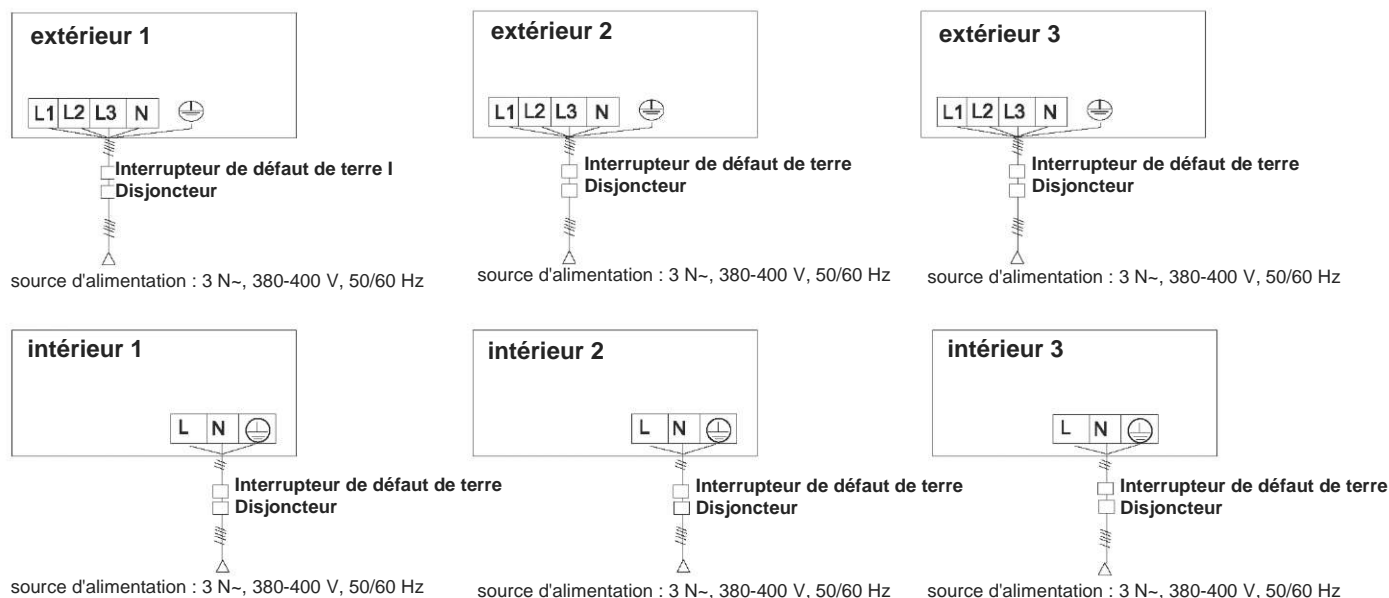 extérieur 1
L1 L2 L3 N
Interrupteur de défaut de terre I
Disjoncteur
source d'alimentation : 3 N~, 380-400 V, 50/60 Hz
extérieur 2
L1 L2 L3 N
Interrupteur de défaut de terre
Disjoncteur
source d'alimentation : 3 N~, 380-400 V, 50/60 Hz
extérieur 3
L1 L2 L3 N
Interrupteur de défaut de terre
Disjoncteur
source d'alimentation : 3 N~, 380-400 V, 50/60 Hz
intérieur 1
L N
Interrupteur de défaut de terre
Disjoncteur
source d'alimentation : 3 N~, 380-400 V, 50/60 Hz
intérieur 2
L N
Interrupteur de défaut de terre
Disjoncteur
source d'alimentation : 3 N~, 380-400 V, 50/60 Hz
intérieur 3
L N
Interrupteur de défaut de terre
Disjoncteur
source d'alimentation : 3 N~, 380-400 V, 50/60 Hz